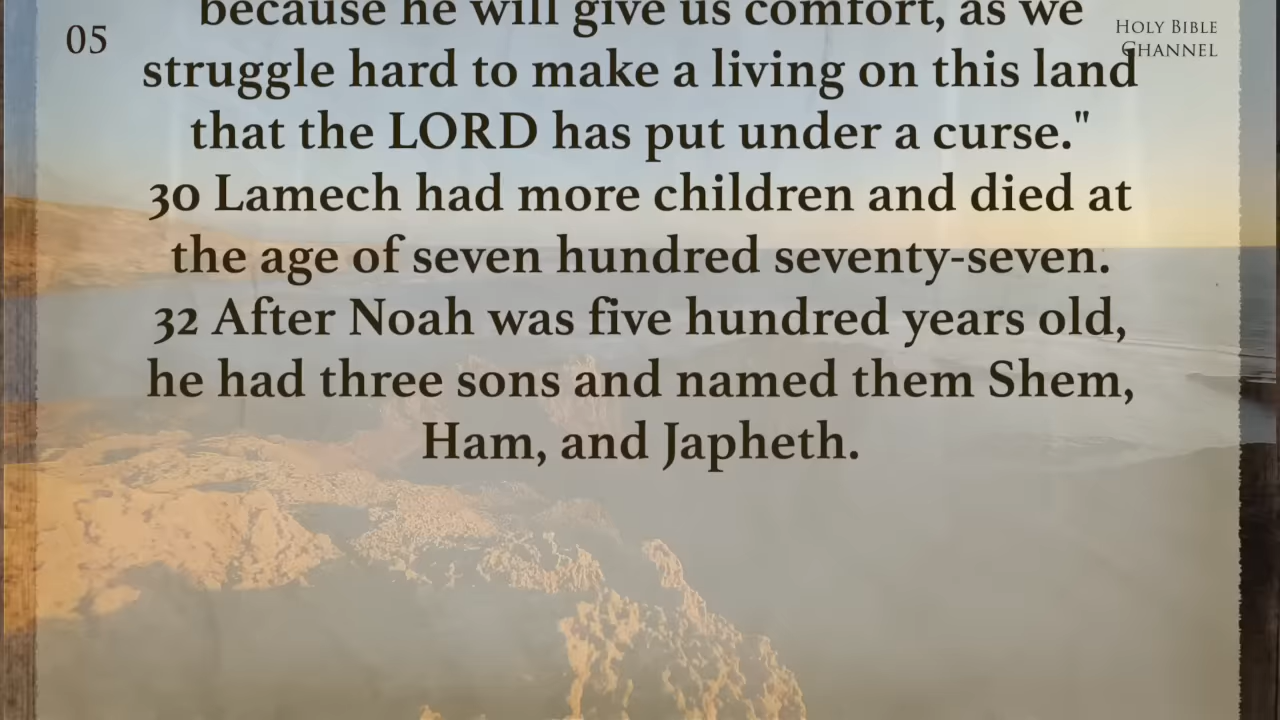 05
HOLY BIBLE
CHANNEL
because he will give us comfort, as we
struggle hard to make a living on this land
that the LORD has put under a curse."
30 Lamech had more children and died at
the age of seven hundred seventy-seven.
32 After Noah was five hundred years old,
he had three sons and named them Shem,
Ham, and Japheth.